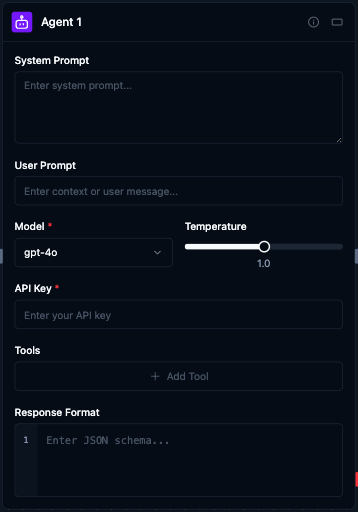 Agent 1
System Prompt
Enter system prompt...
User Prompt
Enter context or user message...
Model * Temperature
gpt-4o
1.0
API Key *
Enter your API key
Tools
+ Add Tool
Response Format
1 Enter JSON schema...